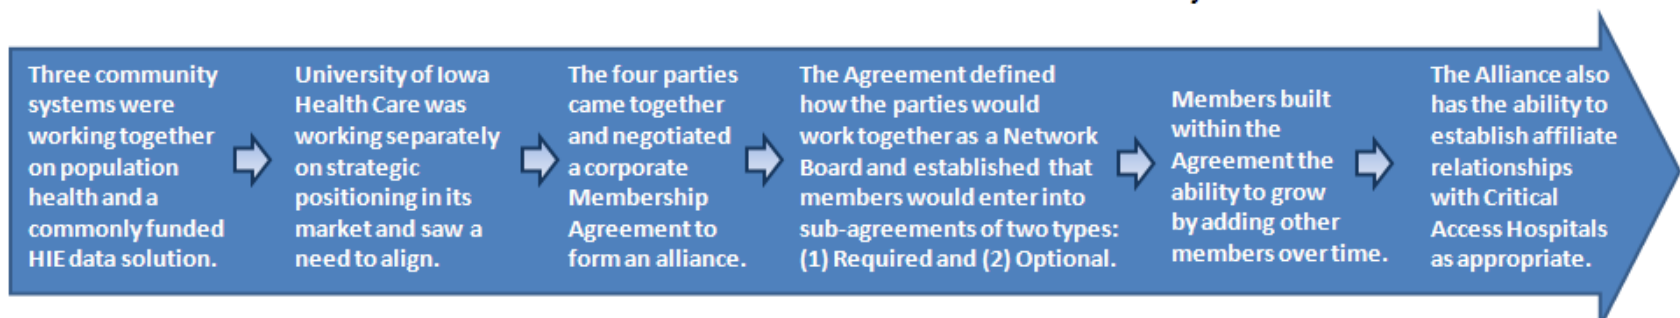 Three community
systems were
working together
on population
health and a
commonly funded
HIE data solution.
University of Iowa
Health Care was
working separately
on strategic
positioning in its
market and saw a
need to align.
The four parties
came together
and negotiated
a corporate
Membership
Agreement to
form an alliance.
The Agreement defined
how the parties would
work together as a Network
Board and established that
members would enter into
sub-agreements of two types:
(1) Required and (2) Optional.
Members built
within the
Agreement the
ability to grow
by adding other
members over time.
The Alliance also
has the ability to
establish affiliate
relationships
with Critical
Access Hospitals
as appropriate.